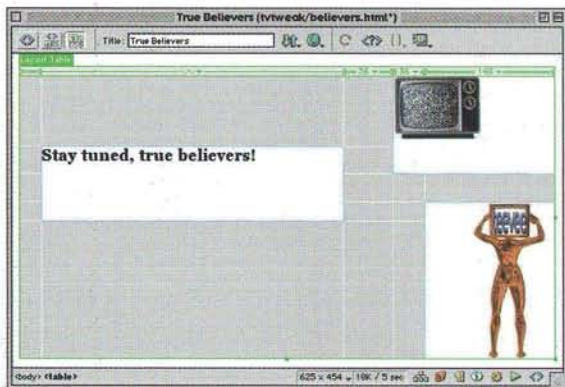 True Believers (tvtweak/believers.html*)
Title: True Believers
Layout Table
Stay tuned, true believers!
<body> <table>
625 x 454
18K / 5 sec